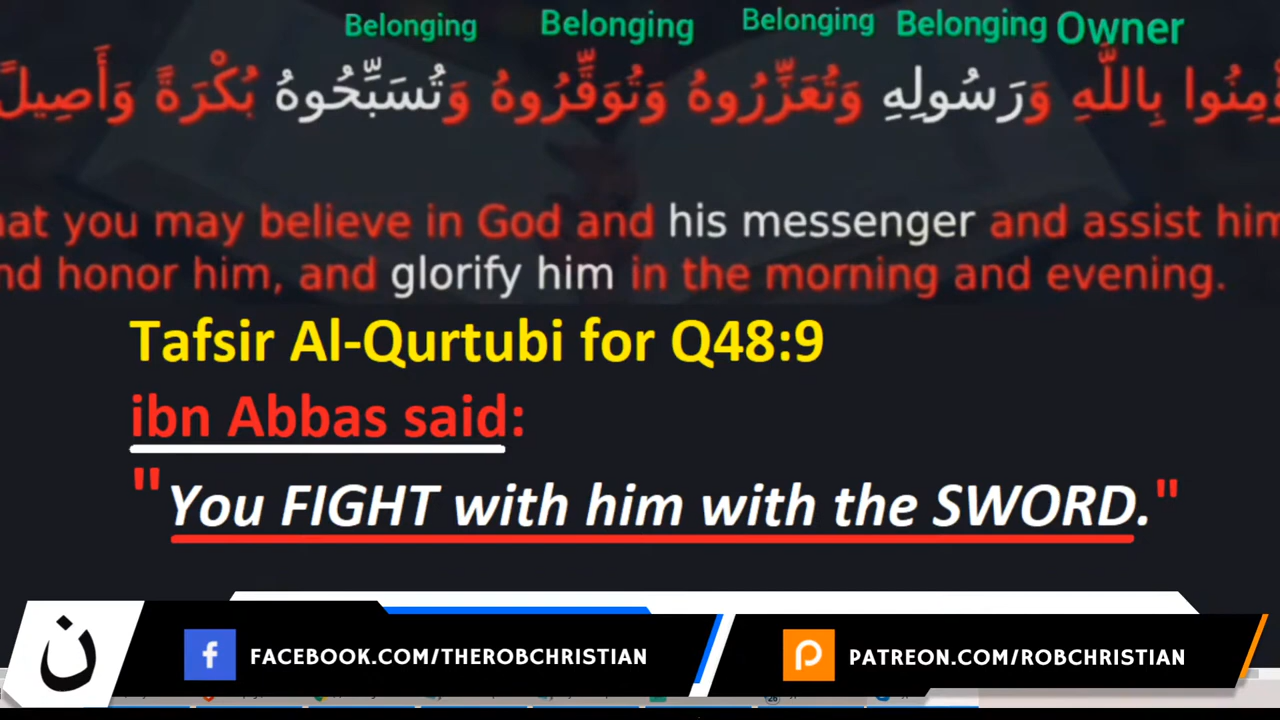 Belonging Belonging Belonging Belonging Owner
ؤْمِنُوا بِاللَّهِ وَرَسُولِهِ وَتُعَزِّرُوهُ وَتُوَقِّرُوهُ وَتُسَبِّحُوهُ بُكْرَةً وَأَصِيلً
hat you may believe in God and his messenger and assist him
nd honor him, and glorify him in the morning and evening.
Tafsir Al-Qurtubi for Q48:9
ibn Abbas said:
"You FIGHT with him with the SWORD."
ن
f FACEBOOK.COM/THEROBCHRISTIAN
PATREON.COM/ROBCHRISTIAN